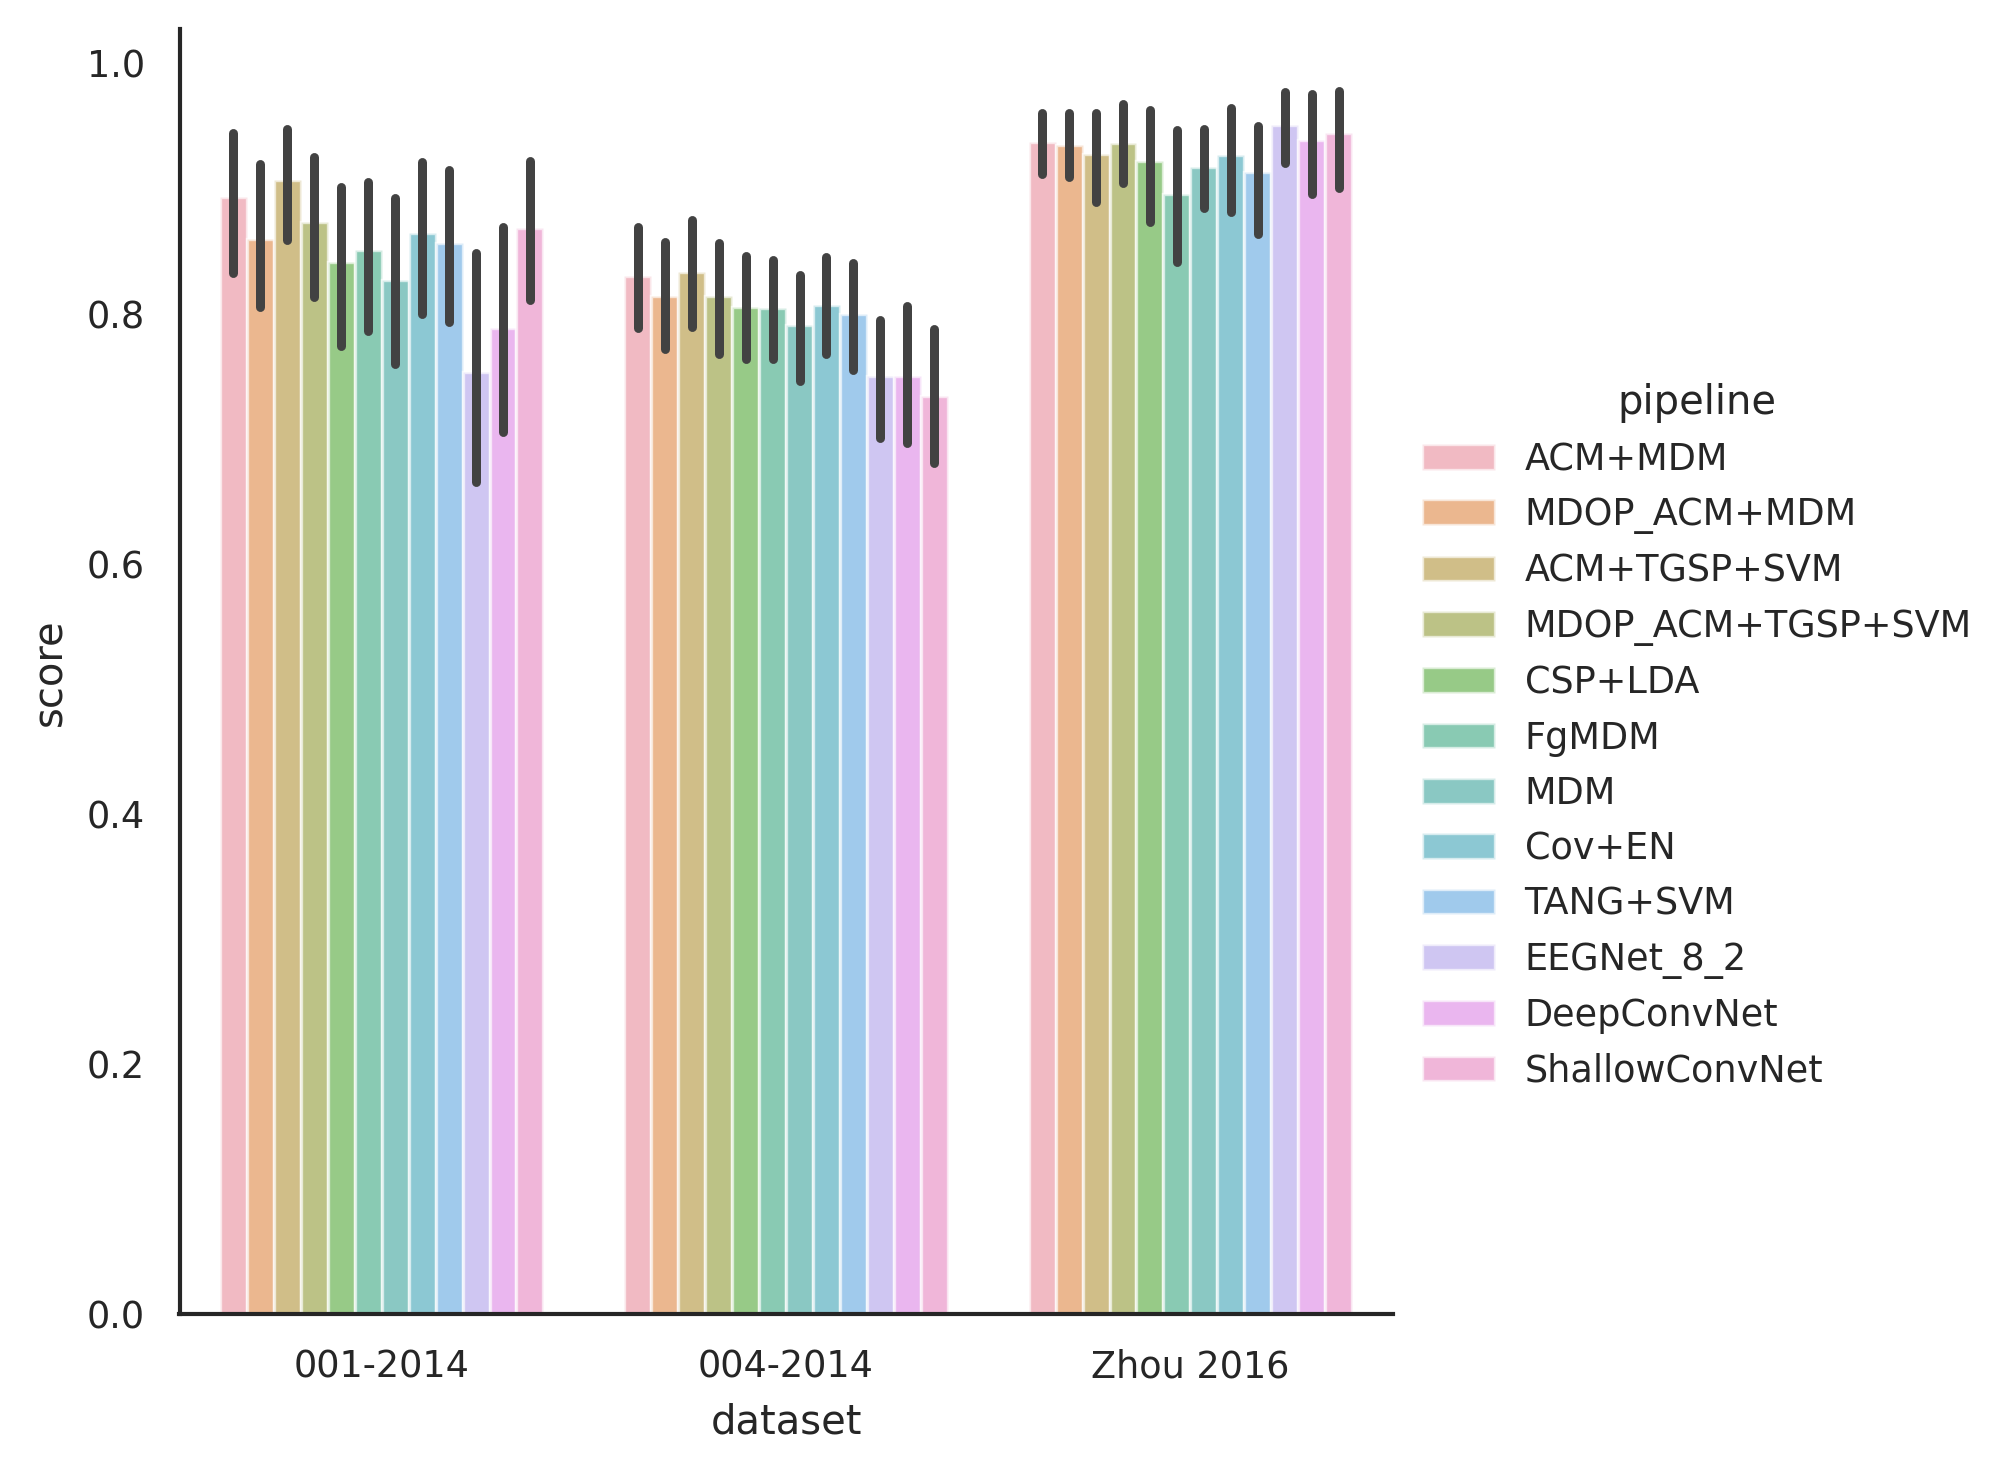 1.0
0.8
0.6
0.4
0.2
0.0
score
001-2014
004-2014
Zhou 2016
dataset
pipeline
ACM+MDM
MDOP_ACM+MDM
ACM+TGSP+SVM
MDOP_ACM+TGSP+SVM
CSP+LDA
FgMDM
MDM
Cov+EN
TANG+SVM
EEGNet_8_2
DeepConvNet
ShallowConvNet